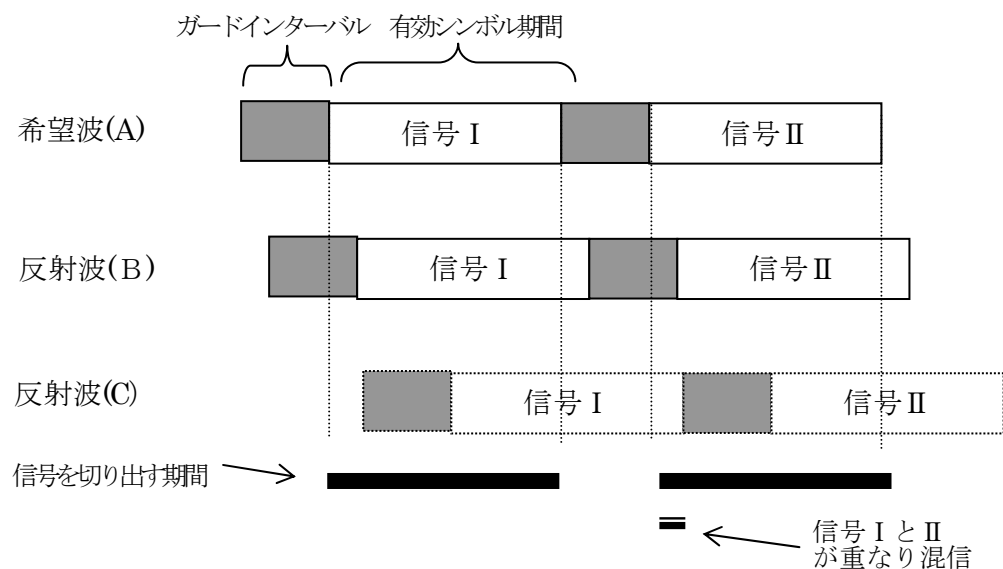 ガードインターバル 有効シンボル期間
希望波(A)
信号Ⅰ
信号Ⅱ
反射波(Ｂ)
信号Ⅰ
信号Ⅱ
反射波(C)
信号Ⅰ
信号Ⅱ
信号を切り出す期間
信号ⅠとⅡ
が重なり混信